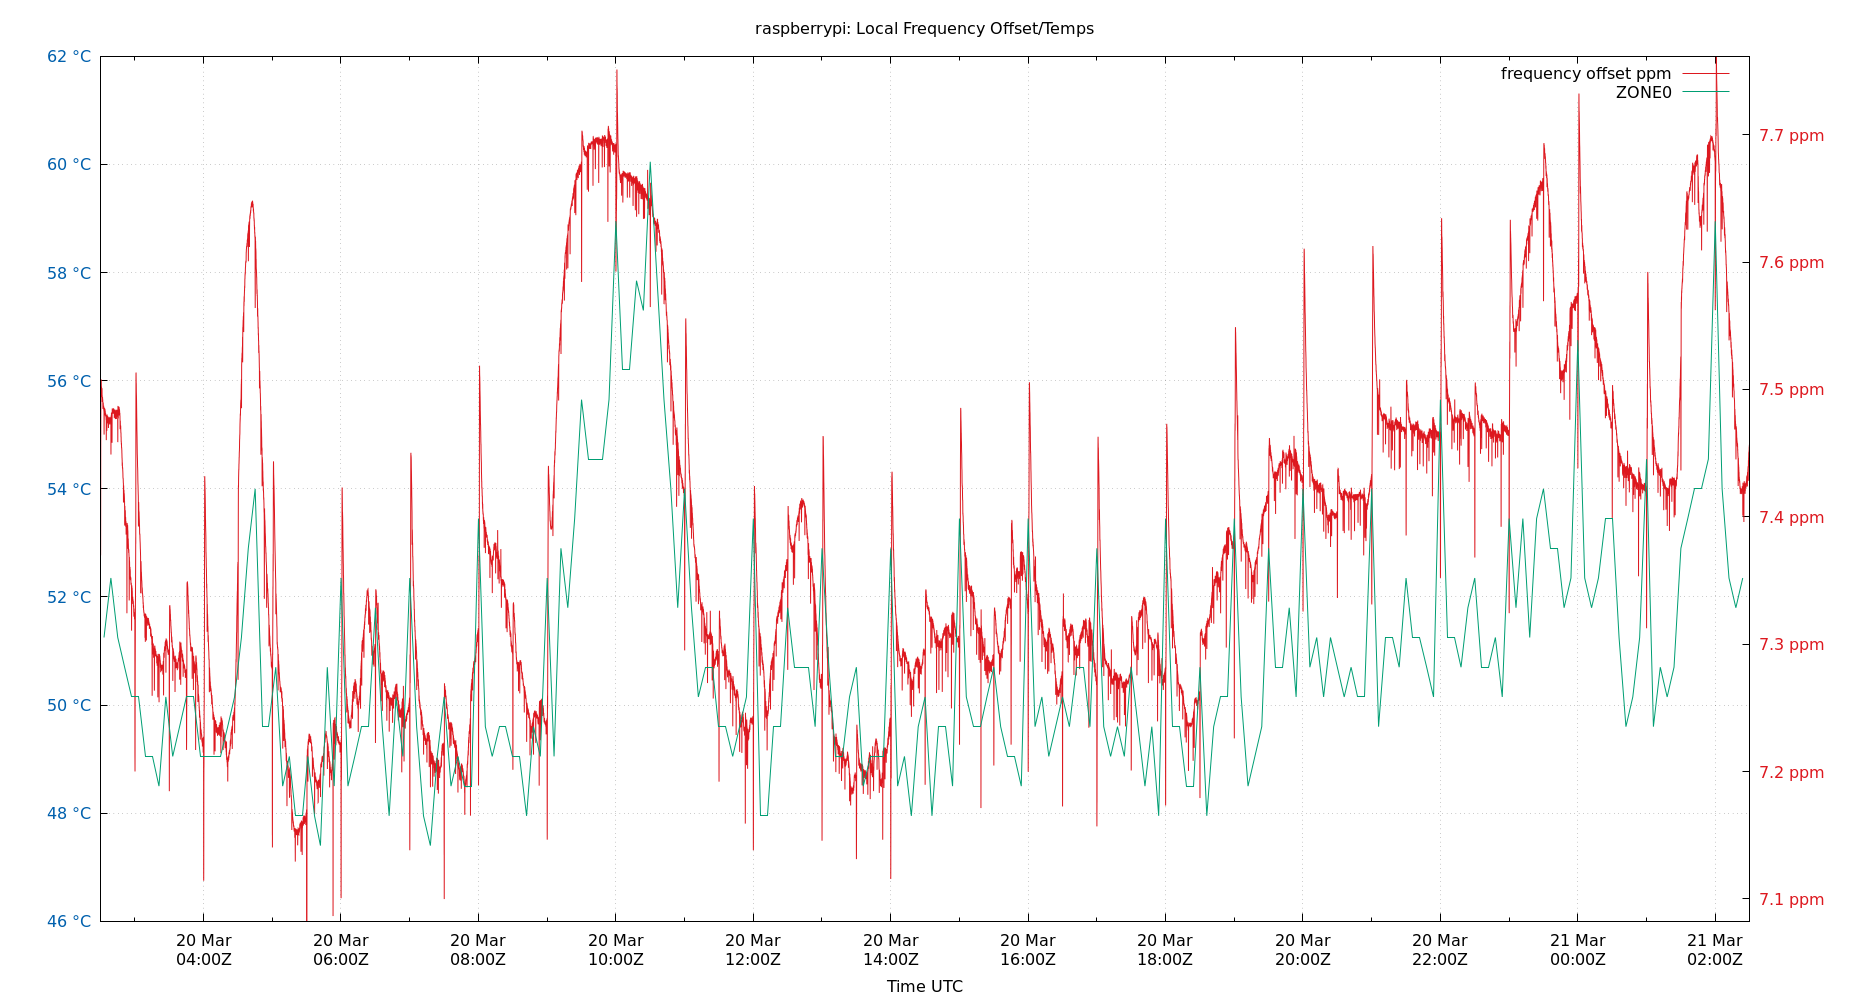 raspberrypi: Local Frequency Offset/Temps
62 °C
60 °C
58 °C
56 °C
54 °C
52 °C
50 °C
48 °C
46 °C
frequency offset ppm
ZONE0
7.7 ppm
7.6 ppm
7.5 ppm
7.4 ppm
7.3 ppm
7.2 ppm
7.1 ppm
20 Mar
04:00Z
20 Mar
06:00Z
20 Mar
08:00Z
20 Mar
10:00Z
20 Mar
12:00Z
20 Mar
14:00Z
20 Mar
16:00Z
20 Mar
18:00Z
20 Mar
20:00Z
20 Mar
22:00Z
21 Mar
00:00Z
21 Mar
02:00Z
Time UTC